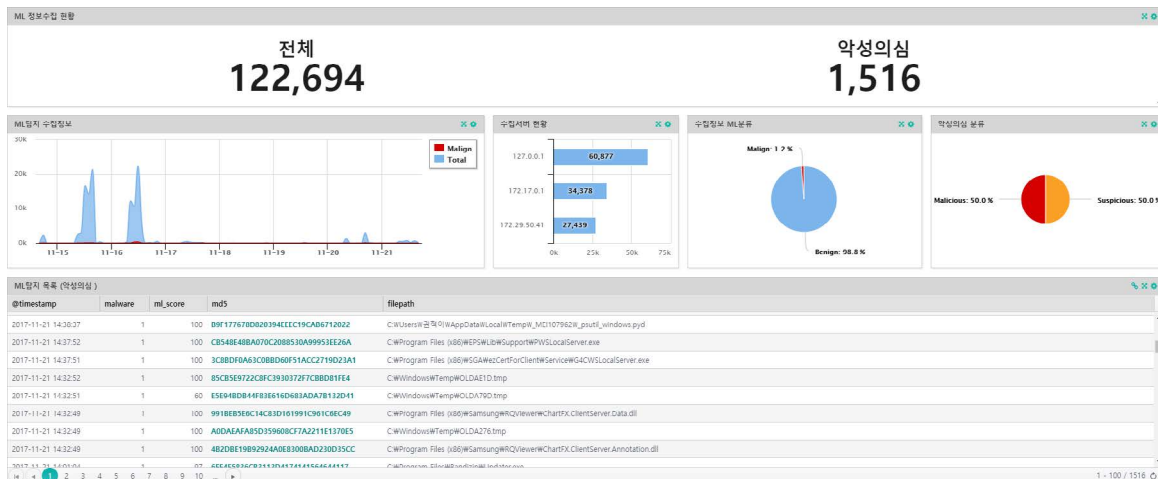 ML 정보수집 현황
전체
122,694
악성의심
1,516
ML탐지 수집정보
30k
20k
10k
0k
11-15
11-16
11-17
11-18
11-19
11-20
11-21
Malign
Total
수집서버 현황
127.0.0.1
60,877
172.17.0.1
34,378
172.29.50.41
27,439
0k 25k 50k 75k
수집정보 ML분류
Malign: 1.2 %
Benign: 98.8 %
악성의심 분류
Malicious: 50.0 %
Suspicious: 50.0 %
ML탐지 목록 (악성의심 )
@timestamp malware ml_score md5 filepath
2017-11-21 14:30:37 1 100 D9F177670D020394EEEC19CAB6712022 C:₩Users₩권혁이₩AppData₩Local₩Temp₩_MEI107962₩_psutil_windows.pyd
2017-11-21 14:37:52 1 100 CB548E48BA070C2088530A99953EE26A C:₩Program Files (x86)₩EPS₩Lib₩Support₩PWSLocalServer.exe
2017-11-21 14:37:51 1 100 3C8BDF0A63C0BBD60F51ACC2719D23A1 C:₩Program Files (x86)₩SGA₩ezCertForClient₩Service₩G4CWSLocalServer.exe
2017-11-21 14:32:52 1 100 85CB5E9722C8FC3930372F7CBBD81FE4 C:₩Windows₩Temp₩OLDAE1D.tmp
2017-11-21 14:32:51 1 60 E5E94BDB44F83E616D683ADA7B132D41 C:₩Windows₩Temp₩OLDA79D.tmp
2017-11-21 14:32:49 1 100 991BEB5E6C14C83D161991C961C6EC49 C:₩Program Files (x86)₩Samsung₩RQViewer₩ChartFX.ClientServer.Data.dll
2017-11-21 14:32:49 1 100 A0DAEAFA85D359608CF7A2211E1370E5 C:₩Windows₩Temp₩OLDA276.tmp
2017-11-21 14:32:49 1 100 4B2DBE19B92924A0E8300BAD230D35CC C:₩Program Files (x86)₩Samsung₩RQViewer₩ChartFX.ClientServer.Annotation.dll
2017-11-21 14:01:04 1 97
1 2 3 4 5 6 7 8 9 10 ...
1 - 100 / 1516